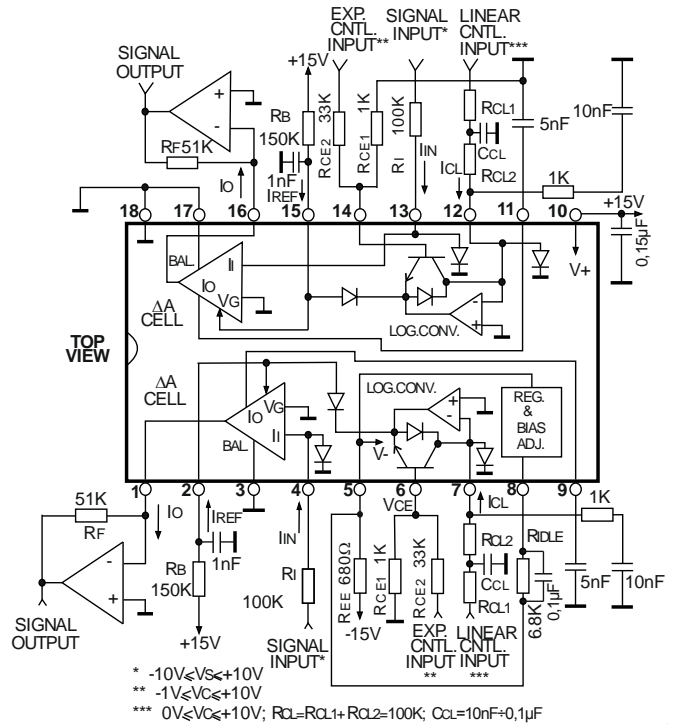 EXP. CNTL. INPUT**
SIGNAL INPUT*
LINEAR CNTL. INPUT***
SIGNAL OUTPUT
+15V
+
-
RF51K
IO
RB
150K
1nF
IREF
RCE2 33K
RCE1 1K
RI 100K
IIN
ICL
RCL1
CCL
RCL2
5nF
10nF
1K
+15V
0,15µF
18 17 16 15 14 13 12 11 10
BAL
II
IO
VG
ΔA CELL
LOG.CONV.
-
+
V+
TOP VIEW
ΔA CELL
IO
VG
II
BAL
LOG.CONV.
+
-
V-
REG. & BIAS ADJ.
1 2 3 4 5 6 7 8 9
51K
RF
IO
IREF
1nF
RB
150K
+15V
-
+
SIGNAL OUTPUT
IIN
RI
100K
SIGNAL INPUT*
REE 680Ω
-15V
VCE
RCE1 1K
RCE2 33K
EXP. CNTL. INPUT
**
ICL
RCL2
CCL
RCL1
LINEAR CNTL. INPUT
***
RIDLE
6.8K
0,1µF
5nF
1K
10nF
* -10V⩽VS⩽+10V
** -1V⩽VC⩽+10V
*** 0V⩽VC⩽+10V; RCL=RCL1+RCL2=100K; CCL=10nF÷0,1µF